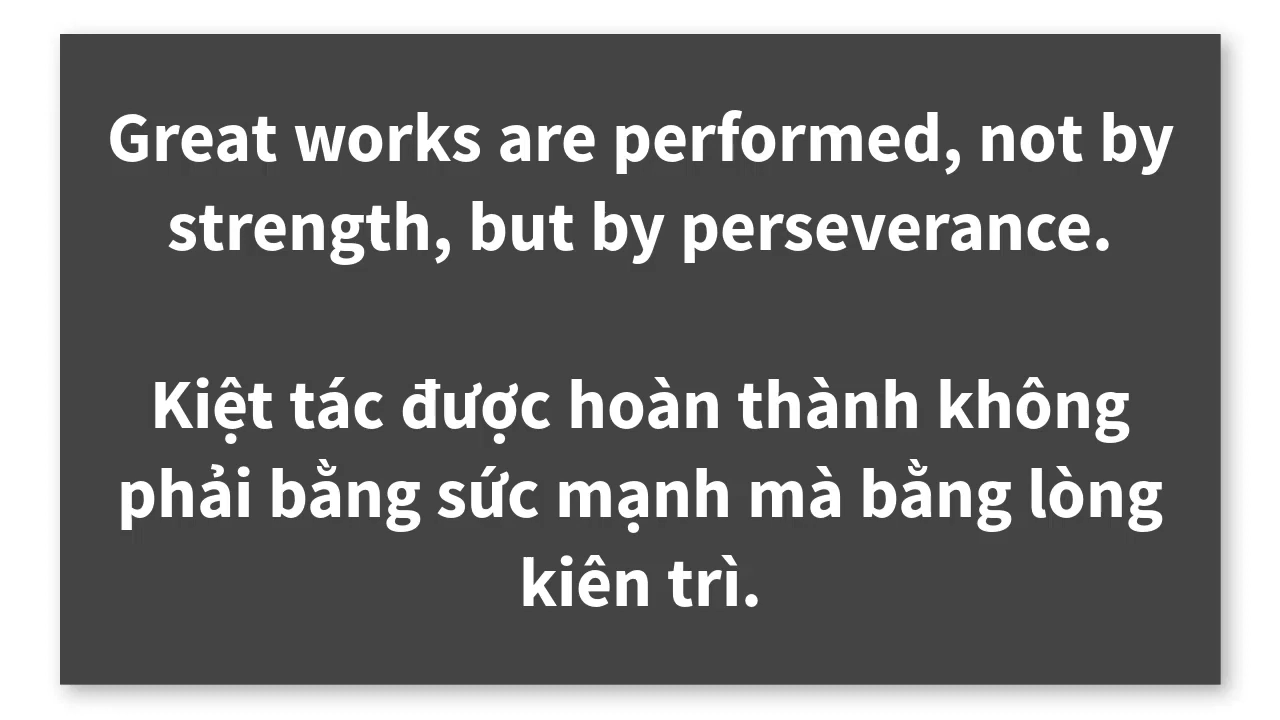 Great works are performed, not by
strength, but by perseverance.
Kiệt tác được hoàn thành không
phải bằng sức mạnh mà bằng lòng
kiên trì.